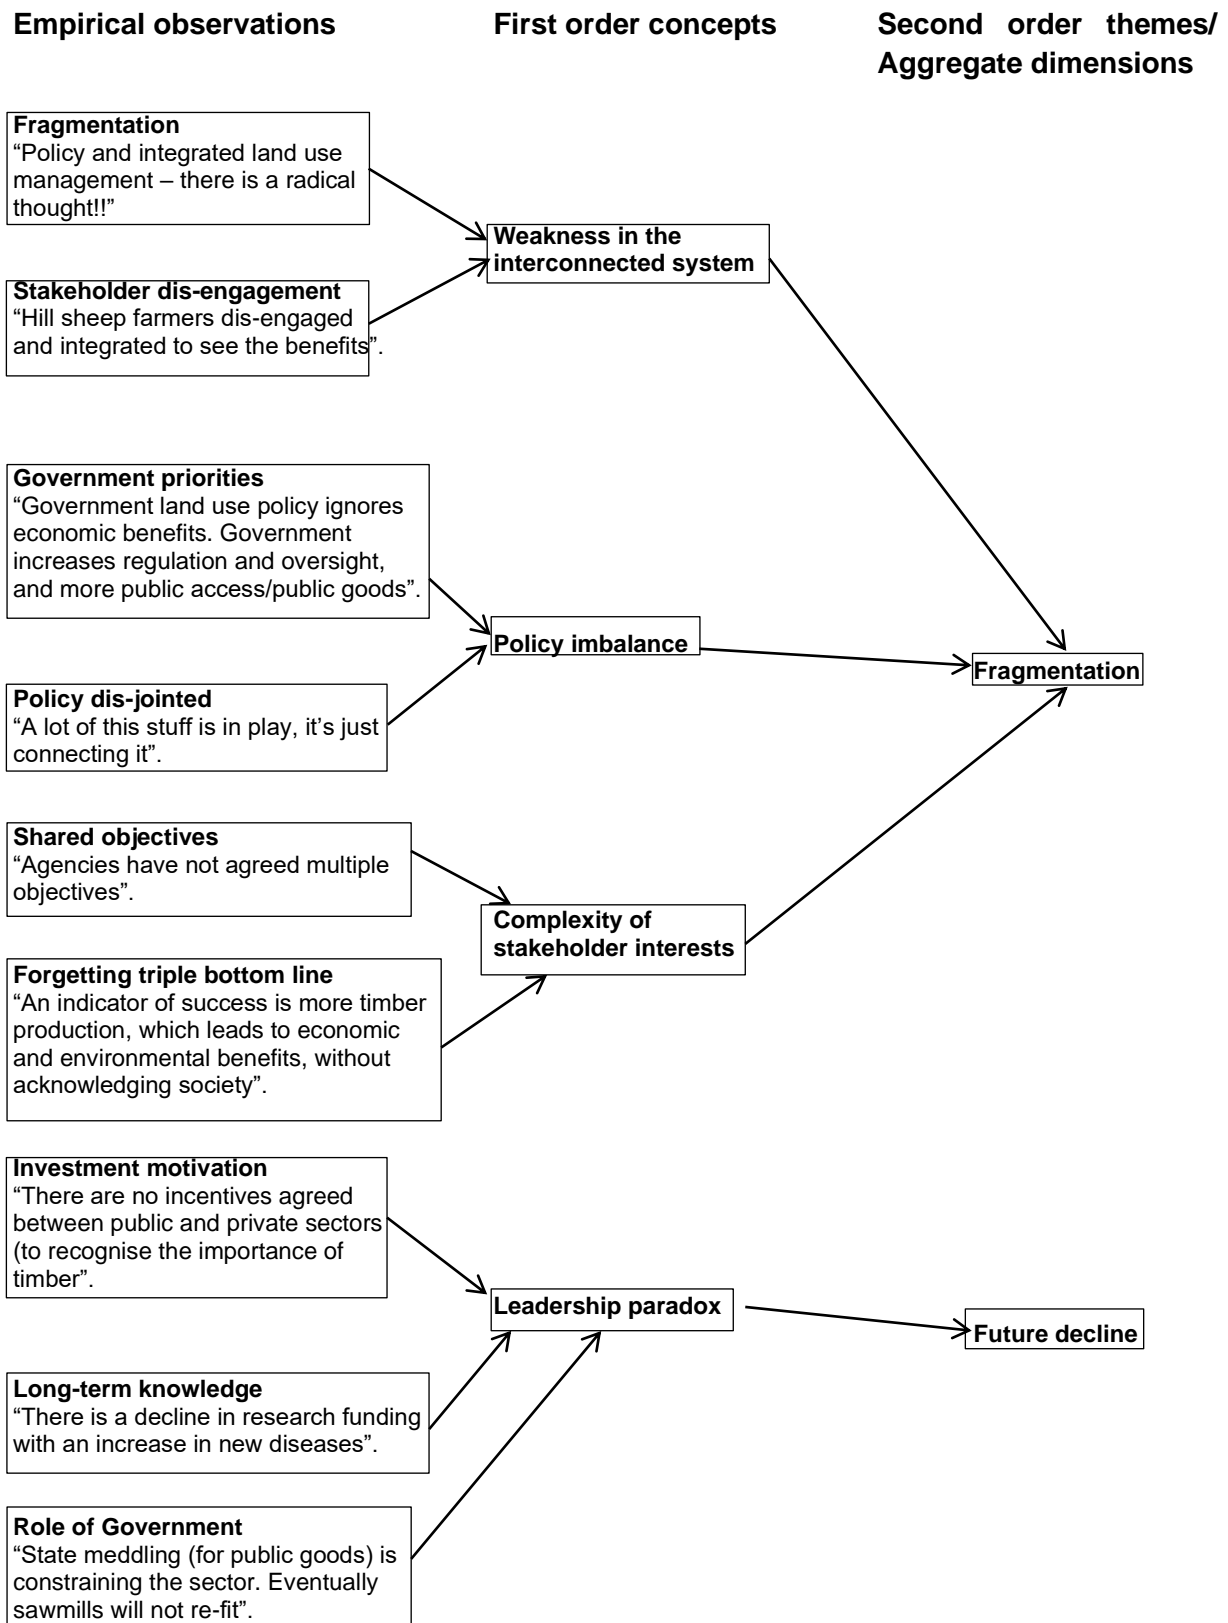 Empirical observations
First order concepts
Second order themes/
Aggregate dimensions
Fragmentation
“Policy and integrated land use
management – there is a radical
thought!!”
Stakeholder dis-engagement
“Hill sheep farmers dis-engaged
and integrated to see the benefits”.
Weakness in the
interconnected system
Government priorities
“Government land use policy ignores
economic benefits. Government
increases regulation and oversight,
and more public access/public goods”.
Policy dis-jointed
“A lot of this stuff is in play, it’s just
connecting it”.
Policy imbalance
Fragmentation
Shared objectives
“Agencies have not agreed multiple
objectives”.
Forgetting triple bottom line
“An indicator of success is more timber
production, which leads to economic
and environmental benefits, without
acknowledging society”.
Complexity of
stakeholder interests
Investment motivation
“There are no incentives agreed
between public and private sectors
(to recognise the importance of
timber”.
Long-term knowledge
“There is a decline in research funding
with an increase in new diseases”.
Role of Government
“State meddling (for public goods) is
constraining the sector. Eventually
sawmills will not re-fit”.
Leadership paradox
Future decline